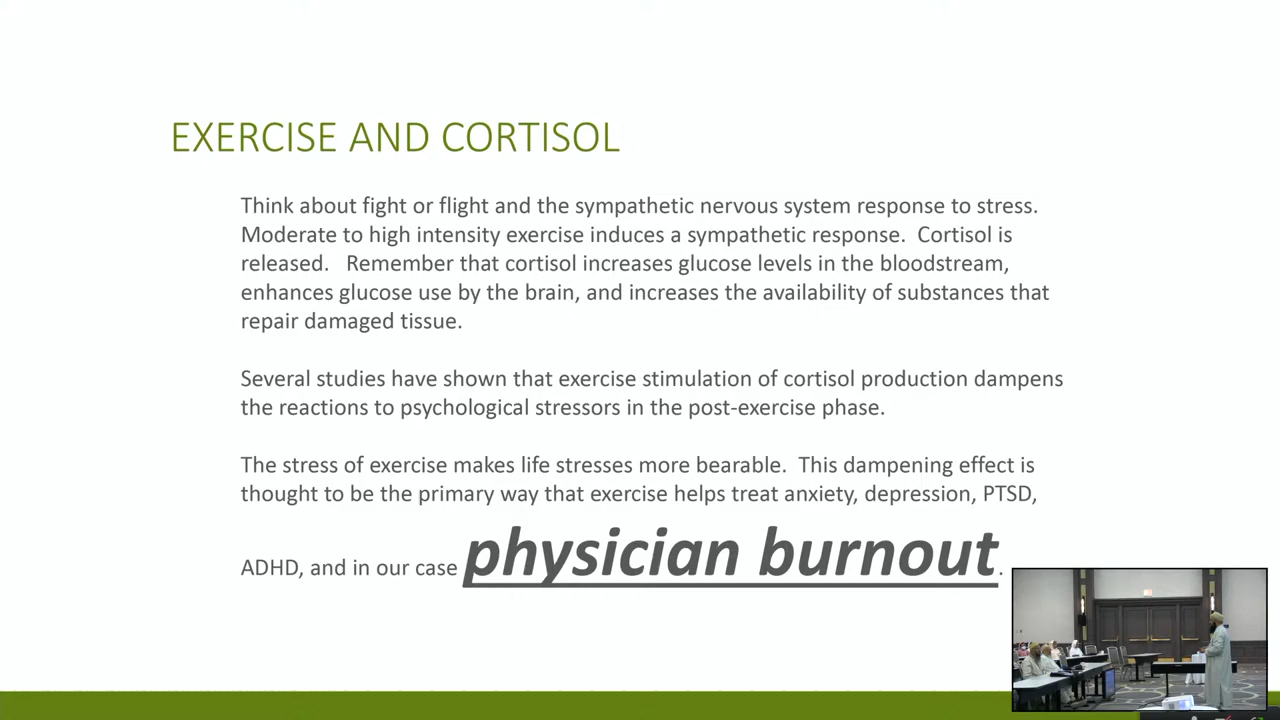 EXERCISE AND CORTISOL
Think about fight or flight and the sympathetic nervous system response to stress.
Moderate to high intensity exercise induces a sympathetic response.  Cortisol is
released.   Remember that cortisol increases glucose levels in the bloodstream,
enhances glucose use by the brain, and increases the availability of substances that
repair damaged tissue.
Several studies have shown that exercise stimulation of cortisol production dampens
the reactions to psychological stressors in the post-exercise phase.
The stress of exercise makes life stresses more bearable.  This dampening effect is
thought to be the primary way that exercise helps treat anxiety, depression, PTSD,
ADHD, and in our case physician burnout.